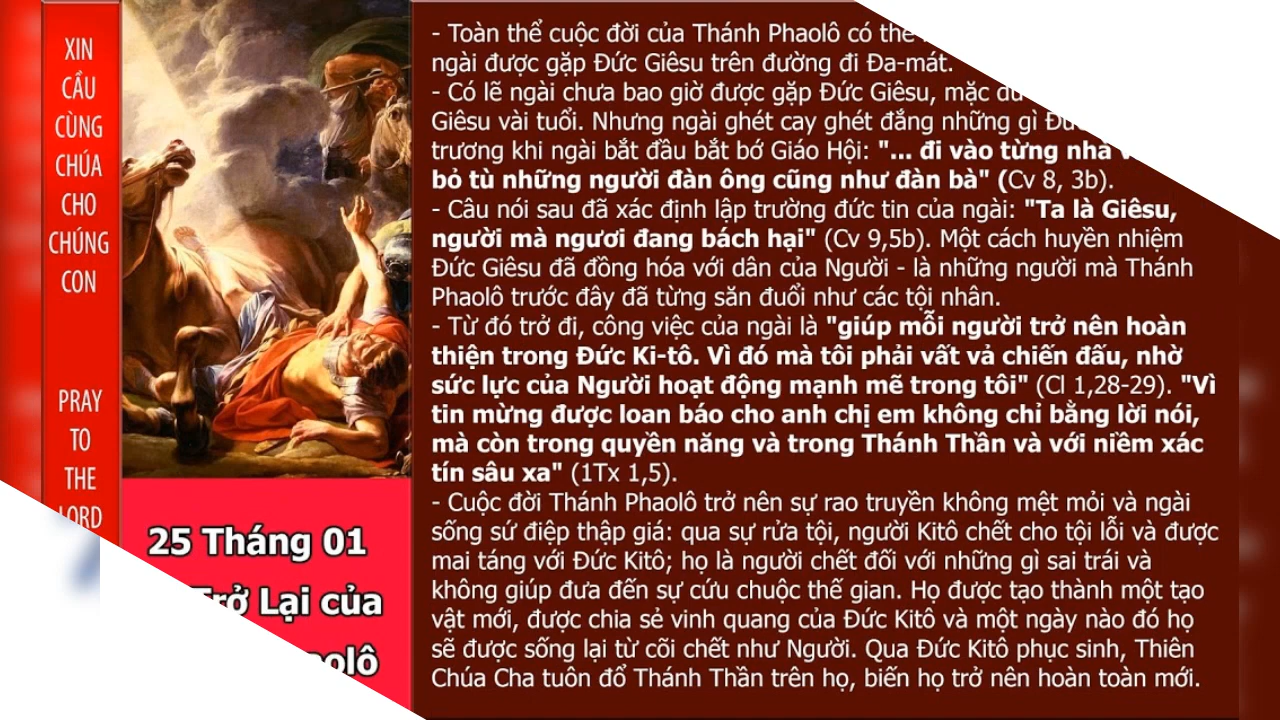 XIN
CẦU
CÙNG
CHÚA
CHO
CHÚNG
CON
PRAY
TO
THE
LORD
25 Tháng 01
Trở Lại của
- Toàn thể cuộc đời của Thánh Phaolô có thể
ngài được gặp Đức Giêsu trên đường đi Đa-mát.
- Có lẽ ngài chưa bao giờ được gặp Đức Giêsu, mặc dù
Giêsu vài tuổi. Nhưng ngài ghét cay ghét đắng những gì
trương khi ngài bắt đầu bắt bớ Giáo Hội: "... đi vào từng nhà
bỏ tù những người đàn ông cũng như đàn bà" (Cv 8, 3b).
- Câu nói sau đã xác định lập trường đức tin của ngài: "Ta là Giêsu,
người mà ngươi đang bách hại" (Cv 9,5b). Một cách huyền nhiệm
Đức Giêsu đã đồng hóa với dân của Người - là những người mà Thánh
Phaolô trước đây đã từng săn đuổi như các tội nhân.
- Từ đó trở đi, công việc của ngài là "giúp mỗi người trở nên hoàn
thiện trong Đức Ki-tô. Vì đó mà tôi phải vất vả chiến đấu, nhờ
sức lực của Người hoạt động mạnh mẽ trong tôi" (Cl 1,28-29). "Vì
tin mừng được loan báo cho anh chị em không chỉ bằng lời nói,
mà còn trong quyền năng và trong Thánh Thần và với niềm xác
tín sâu xa" (1Tx 1,5).
- Cuộc đời Thánh Phaolô trở nên sự rao truyền không mệt mỏi và ngài
sống sứ điệp thập giá: qua sự rửa tội, người Kitô chết cho tội lỗi và được
mai táng với Đức Kitô; họ là người chết đối với những gì sai trái và
không giúp đưa đến sự cứu chuộc thế gian. Họ được tạo thành một tạo
vật mới, được chia sẻ vinh quang của Đức Kitô và một ngày nào đó họ
sẽ được sống lại từ cõi chết như Người. Qua Đức Kitô phục sinh, Thiên
Chúa Cha tuôn đổ Thánh Thần trên họ, biến họ trở nên hoàn toàn mới.